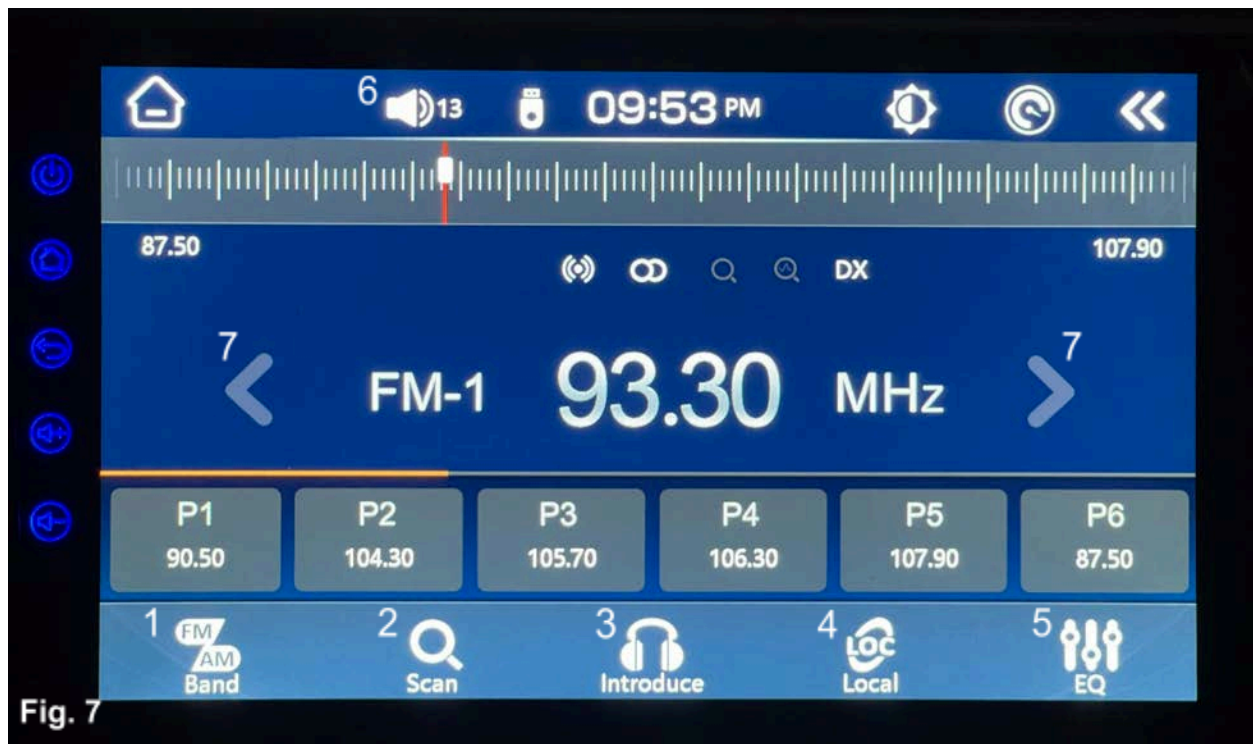 6 13 09:53 PM
87.50 107.90
DX
7 7
FM-1 93.30 MHz
P1 P2 P3 P4 P5 P6
90.50 104.30 105.70 106.30 107.90 87.50
1 FM AM 2 3 4 LOC 5
Band Scan Introduce Local EQ
Fig. 7